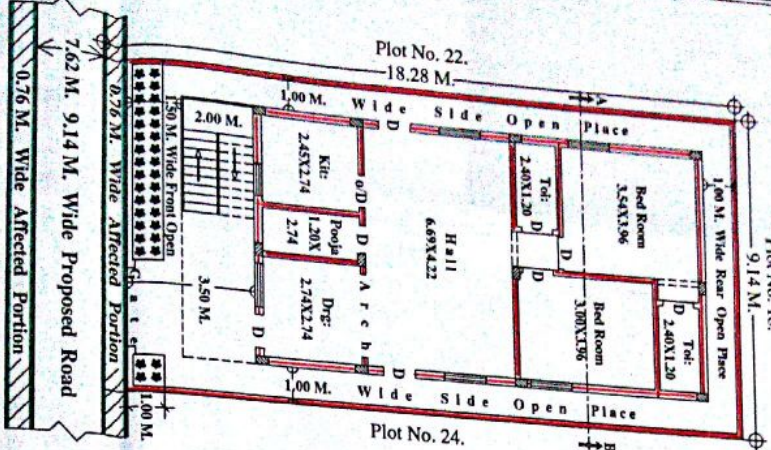 Plot No. 22.
18.28 M.
1.00 M. Wide Side Open Place
A
1.00 M. Wide Rear Open Place
9.14 M.
Bed Room
3.54X3.96
Toi:
2.40X1.20
D
D
D
Bed Room
3.00X3.96
D
Toi:
2.40X1.20
D
Hall
6.69X4.22
D
Kit:
2.45X2.74
o/D
Pooja
1.20X
2.74
D
Drg:
2.74X2.74
Arch
D
D
2.00 M.
3.50 M.
1.50 M. Wide Front Open
1.00 M.
1.00 M. Wide Side Open Place
B
Plot No. 24.
0.76 M. Wide Affected Portion
7.62 M. 9.14 M. Wide Proposed Road
0.76 M. Wide Affected Portion